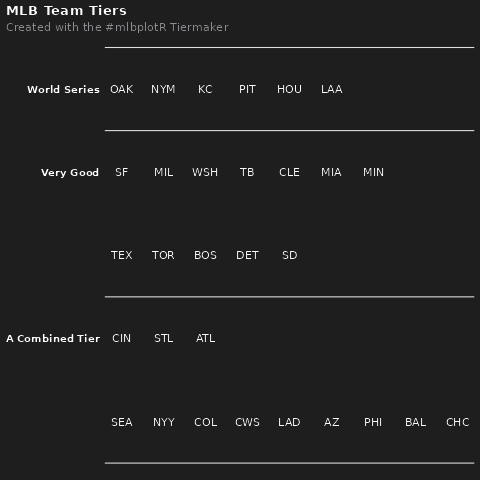 MLB Team Tiers
Created with the #mlbplotR Tiermaker
World Series OAK NYM KC PIT HOU LAA
Very Good SF MIL WSH TB CLE MIA MIN
TEX TOR BOS DET SD
A Combined Tier CIN STL ATL
SEA NYY COL CWS LAD AZ PHI BAL CHC